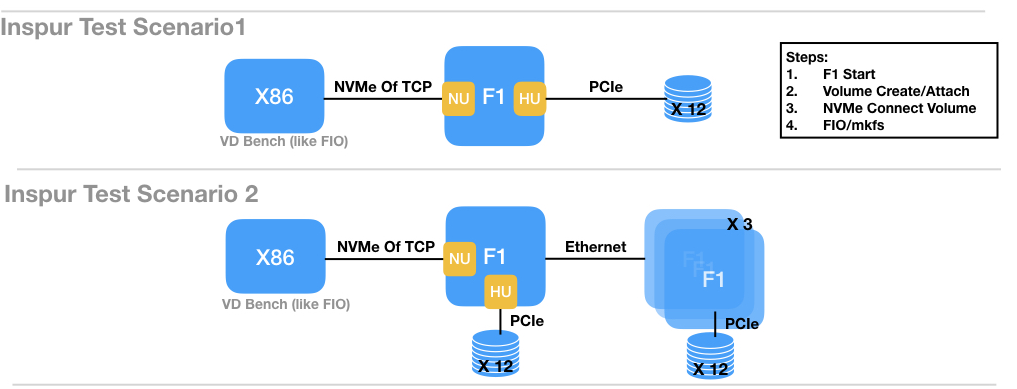 Inspur Test Scenario1
X86
NVMe Of TCP
NU
F1
HU
PCIe
X 12
VD Bench (like FIO)
Steps:
1. F1 Start
2. Volume Create/Attach
3. NVMe Connect Volume
4. FIO/mkfs
Inspur Test Scenario 2
X86
NVMe Of TCP
NU
F1
HU
Ethernet
X 3
F1
F1
F1
VD Bench (like FIO)
PCIe
X 12
PCIe
X 12